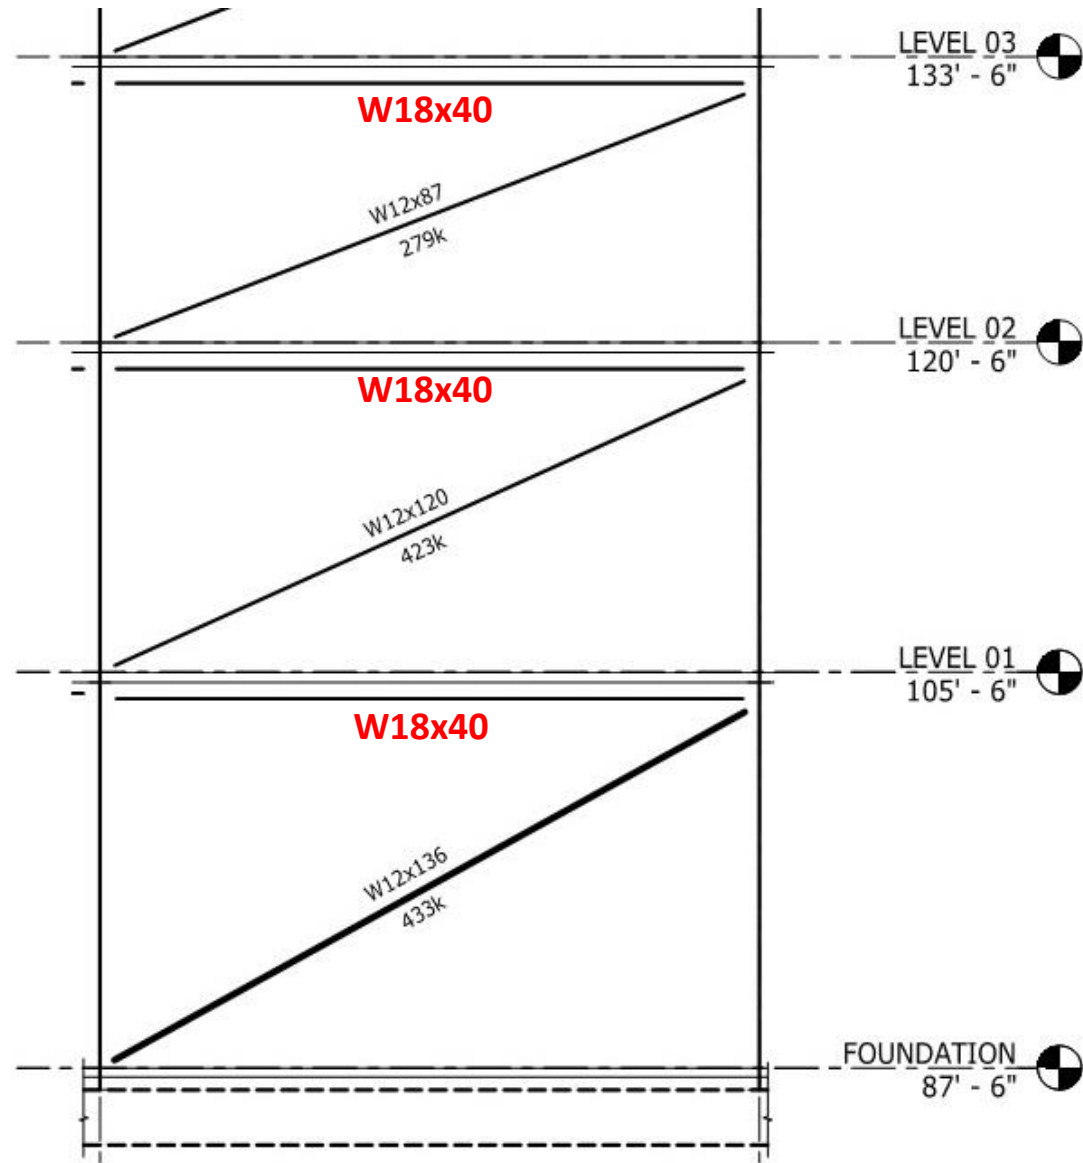 LEVEL 03
133' - 6"
W18x40
W12x87
279k
LEVEL 02
120' - 6"
W18x40
W12x120
423k
LEVEL 01
105' - 6"
W18x40
W12x136
433k
FOUNDATION
87' - 6"